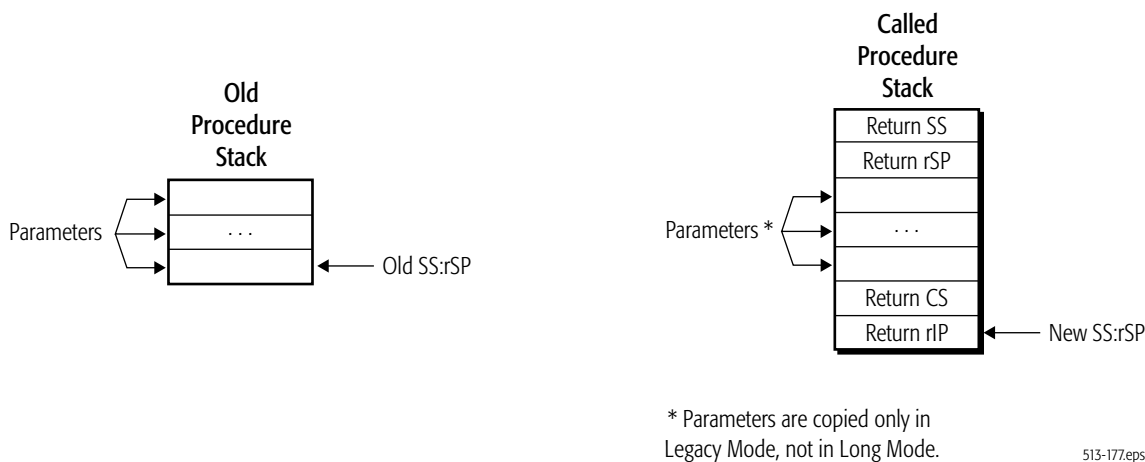 Old
Procedure
Stack
Parameters
. . .
Old SS:rSP
Called
Procedure
Stack
Return SS
Return rSP
Parameters *
. . .
Return CS
Return rIP
New SS:rSP
* Parameters are copied only in
Legacy Mode, not in Long Mode.
513-177.eps